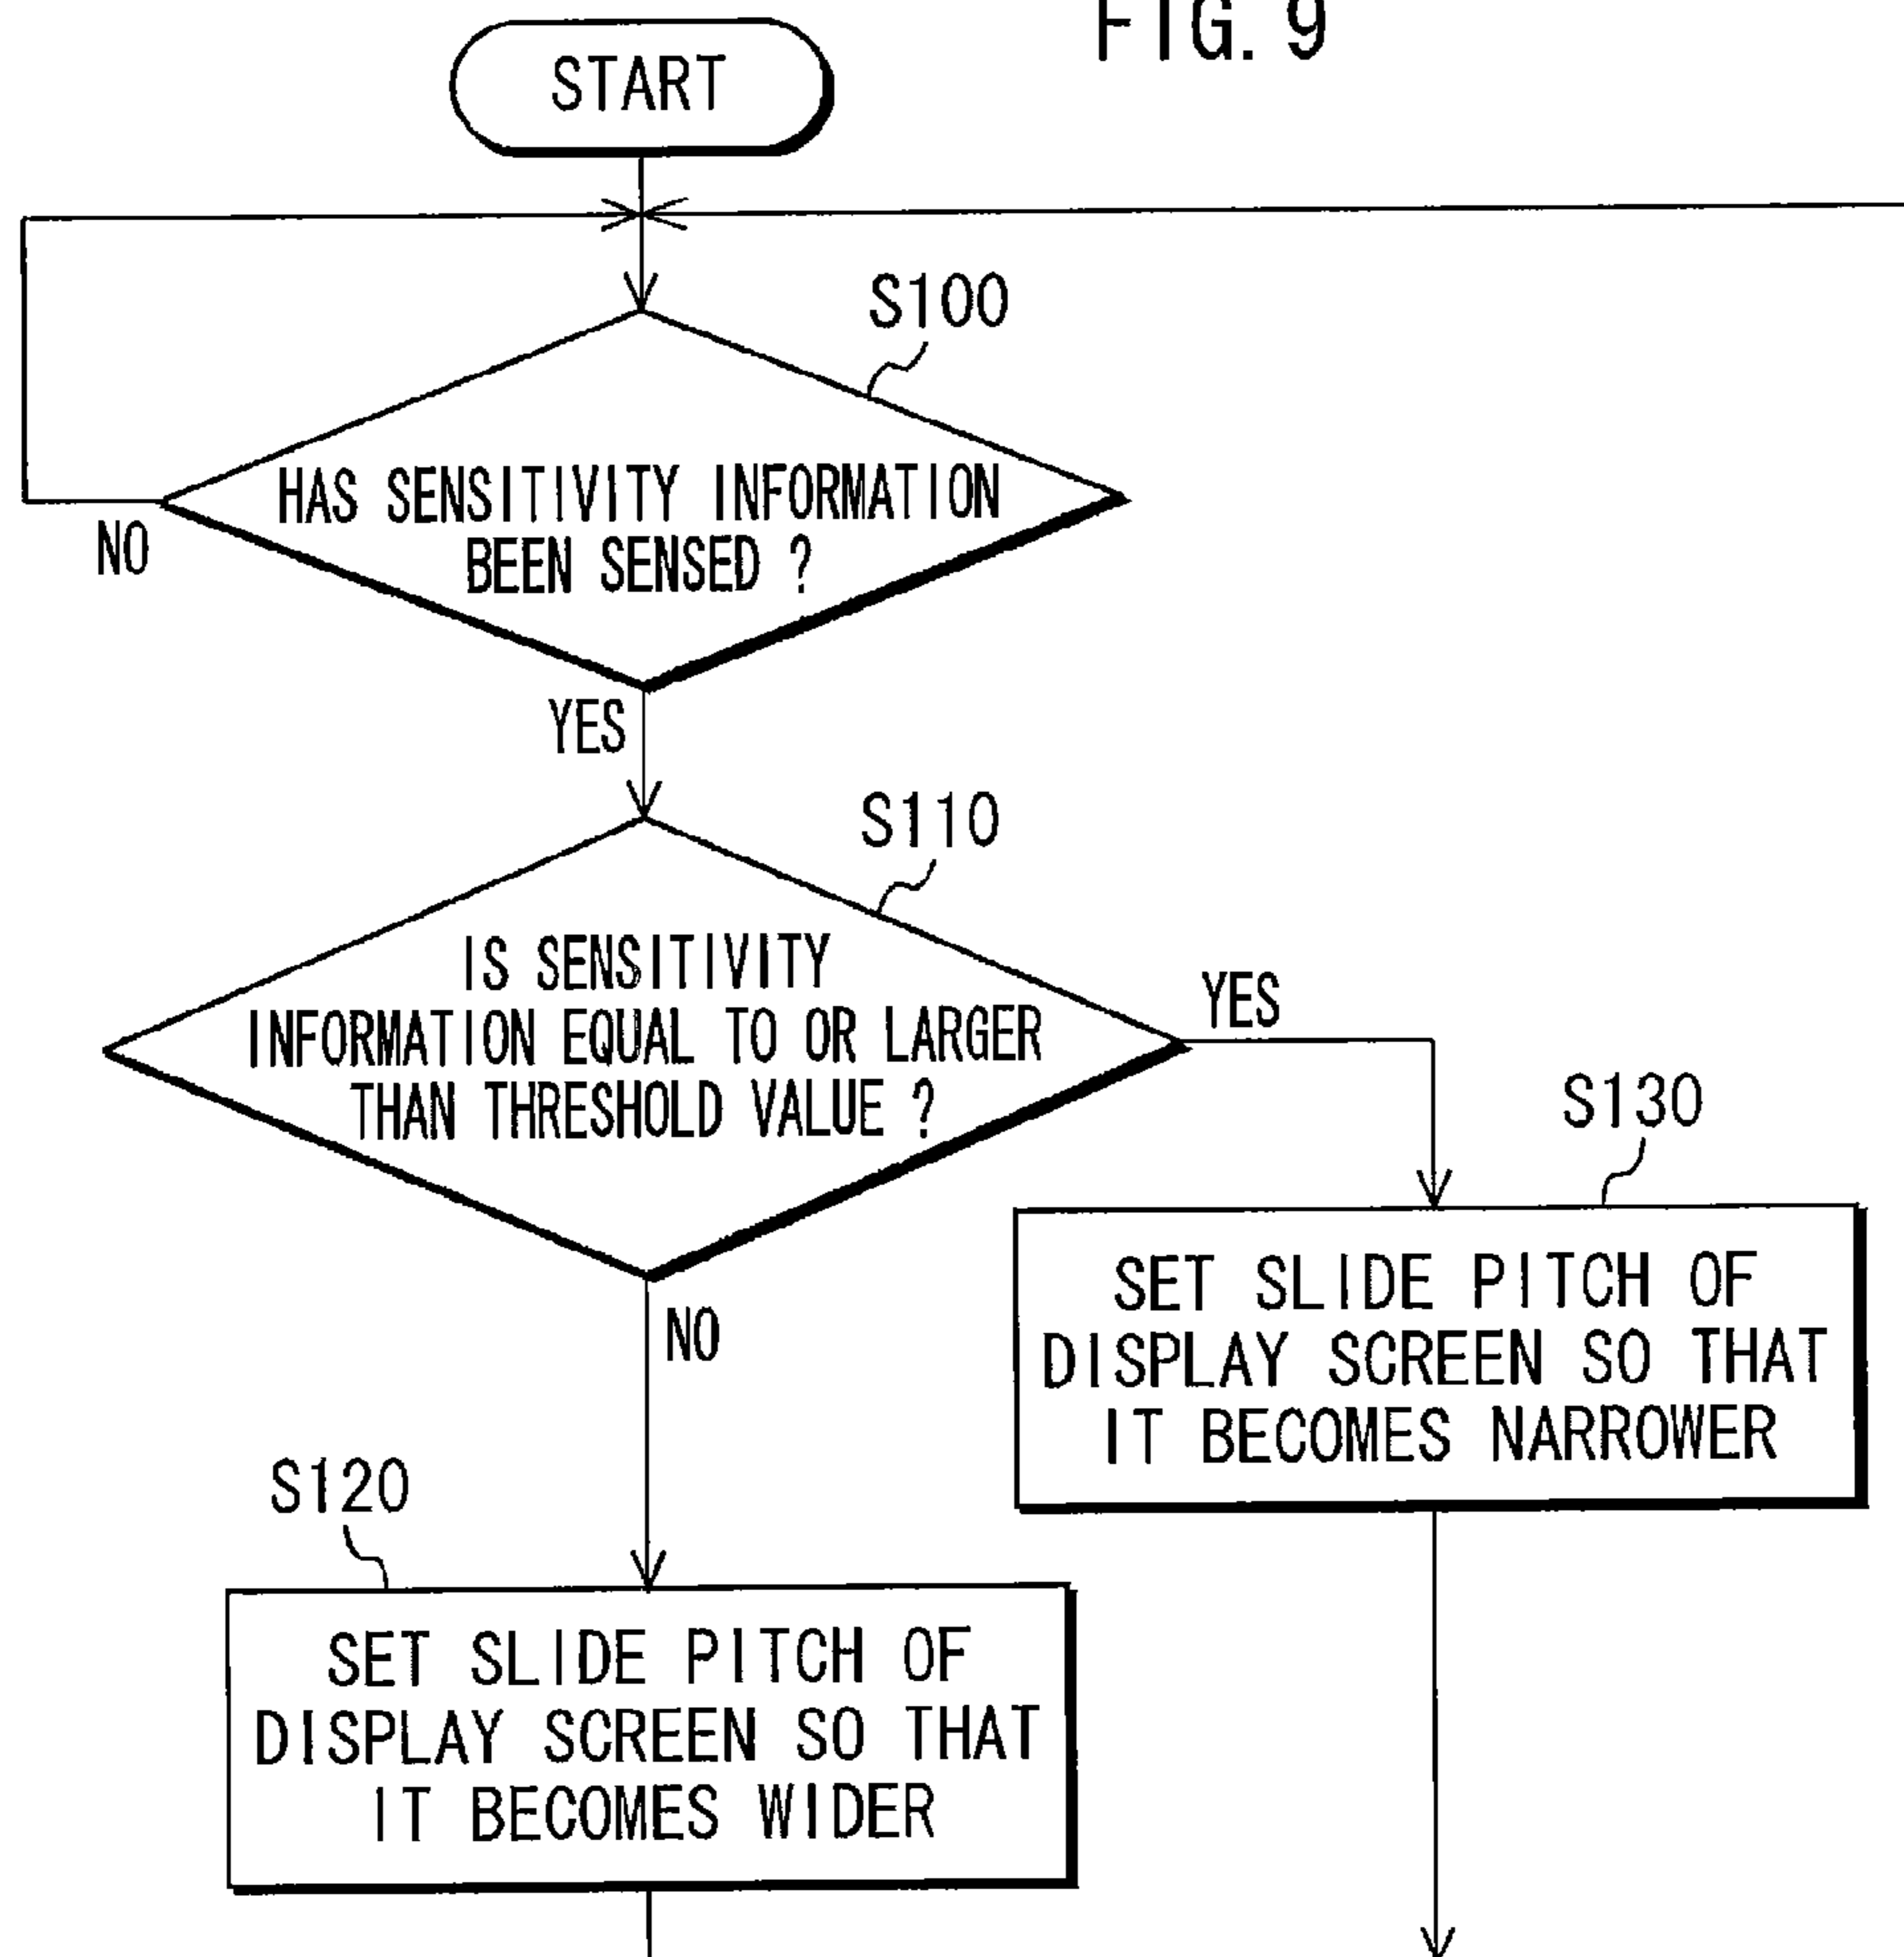 FIG. 9
START
S100
HAS SENSITIVITY INFORMATION
BEEN SENSED ?
NO
YES
S110
IS SENSITIVITY
INFORMATION EQUAL TO OR LARGER
THAN THRESHOLD VALUE ?
YES
NO
S130
SET SLIDE PITCH OF
DISPLAY SCREEN SO THAT
IT BECOMES NARROWER
S120
SET SLIDE PITCH OF
DISPLAY SCREEN SO THAT
IT BECOMES WIDER